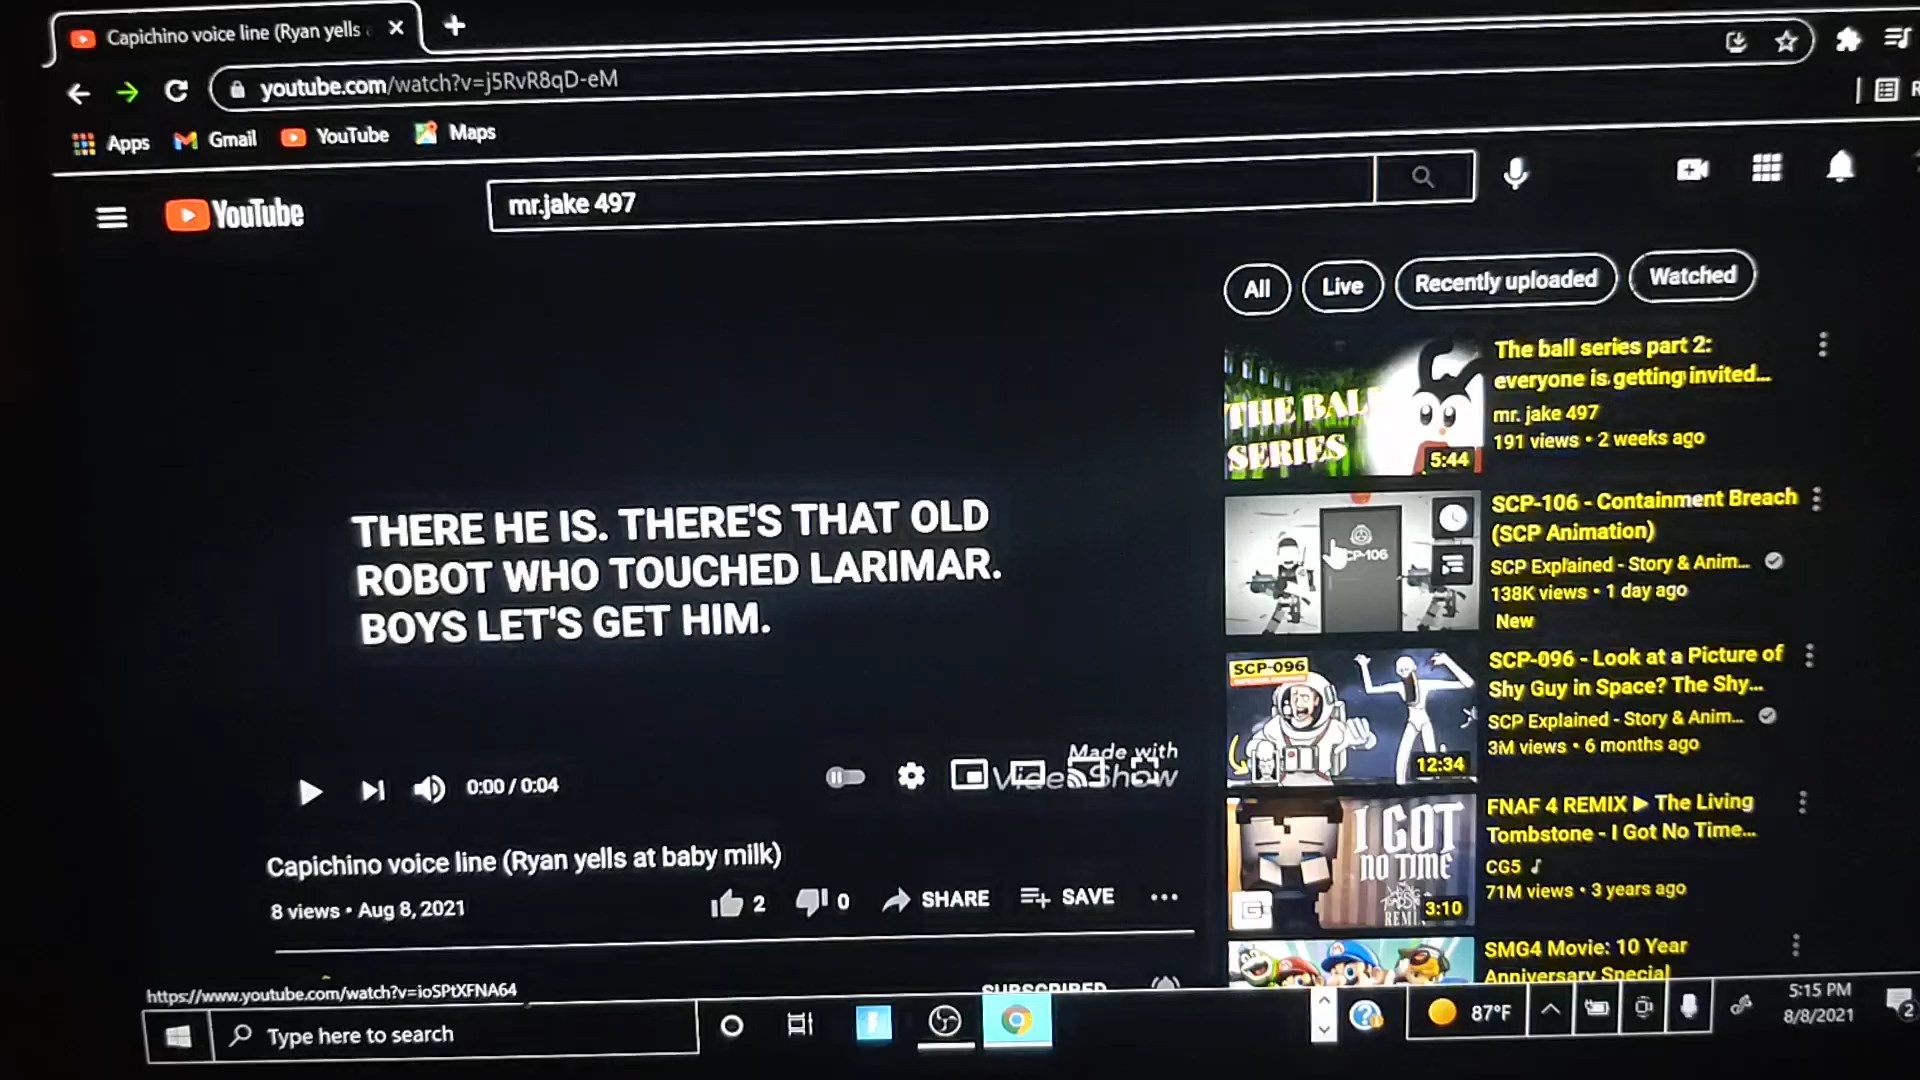 Capichino voice line (Ryan yells
youtube.com/watch?v=j5RvR8qD-eM
Apps
Gmail
YouTube
Maps
YouTube
mr.jake 497
All
Live
Recently uploaded
Watched
THERE HE IS. THERE'S THAT OLD
ROBOT WHO TOUCHED LARIMAR.
BOYS LET'S GET HIM.
Made with
VideoShow
0:00 / 0:04
Capichino voice line (Ryan yells at baby milk)
8 views • Aug 8, 2021
2
0
SHARE
SAVE
SUBSCRIBED
THE BALL
SERIES
5:44
The ball series part 2:
everyone is getting invited...
mr. jake 497
191 views • 2 weeks ago
SCP-106
SCP-106 - Containment Breach
(SCP Animation)
SCP Explained - Story & Anim...
138K views • 1 day ago
New
SCP-096
12:34
SCP-096 - Look at a Picture of
Shy Guy in Space? The Shy...
SCP Explained - Story & Anim...
3M views • 6 months ago
I GOT
NO TIME
3:10
FNAF 4 REMIX ▶ The Living
Tombstone - I Got No Time...
CG5 ♪
71M views • 3 years ago
SMG4 Movie: 10 Year
Anniversary Special
https://www.youtube.com/watch?v=ioSPtXFNA64
Type here to search
87°F
5:15 PM
8/8/2021
2